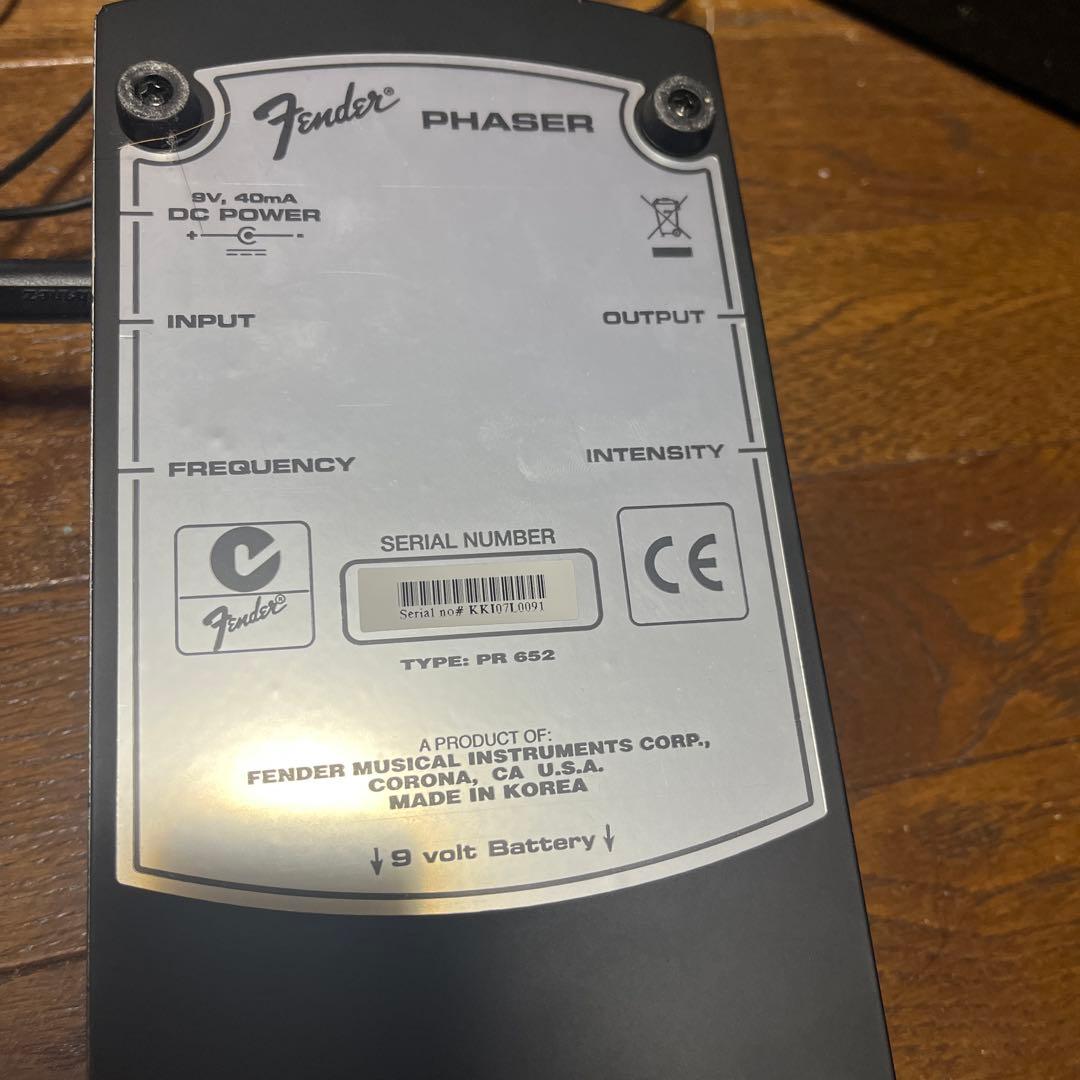 Fender® PHASER
9V, 40mA
DC POWER
+ C -
INPUT
OUTPUT
FREQUENCY
INTENSITY
SERIAL NUMBER
Serial no# KKI07L0091
Fender®
CE
TYPE: PR 652
A PRODUCT OF:
FENDER MUSICAL INSTRUMENTS CORP.,
CORONA, CA U.S.A.
MADE IN KOREA
↓ 9 volt Battery ↓